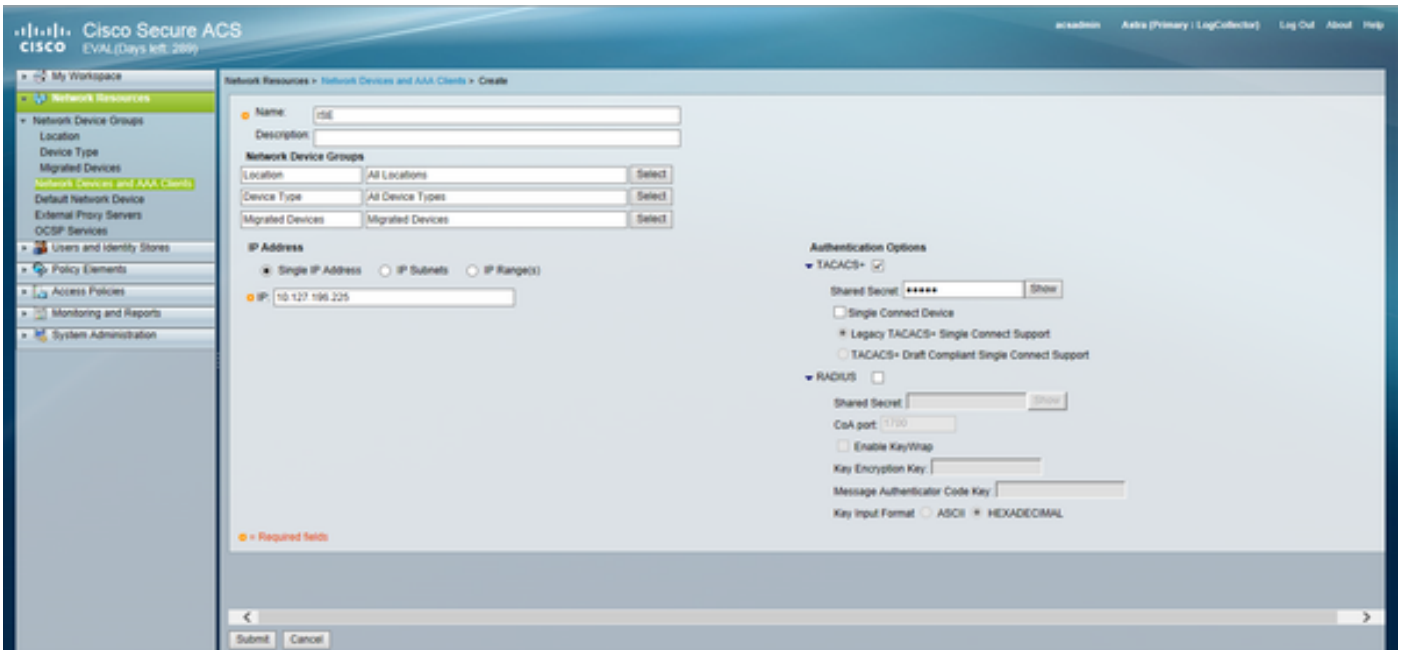 Cisco Secure ACS
CISCO EVAL(Days left: 289)
acsadmin Astra (Primary : LogCollector) Log Out About Help
My Workspace
Network Resources
Network Device Groups
Location
Device Type
Migrated Devices
Network Devices and AAA Clients
Default Network Device
External Proxy Servers
OCSP Services
Users and Identity Stores
Policy Elements
Access Policies
Monitoring and Reports
System Administration
Network Resources > Network Devices and AAA Clients > Create
Name: ISE
Description:
Network Device Groups
Location All Locations Select
Device Type All Device Types Select
Migrated Devices Migrated Devices Select
IP Address
Single IP Address IP Subnets IP Range(s)
IP: 10.127.196.225
Authentication Options
TACACS+
Shared Secret: ●●●●● Show
Single Connect Device
Legacy TACACS+ Single Connect Support
TACACS+ Draft Compliant Single Connect Support
RADIUS
Shared Secret: Show
CoA port: 1700
Enable KeyWrap
Key Encryption Key:
Message Authenticator Code Key:
Key Input Format ASCII HEXADECIMAL
= Required fields
Submit Cancel